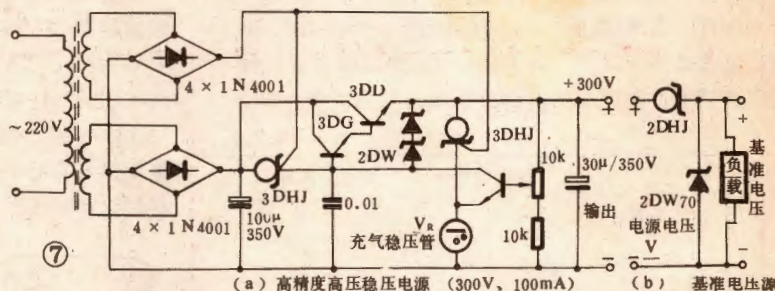 4 × 1N4001
~220V
4 × 1N4001
⑦
3DHJ
100μ
350V
3DG
3DD
0.01
2DW
3DHJ
V_R
充气稳压管
10k
10k
30μ/350V
+300V
输出
(a) 高精度高压稳压电源 (300V、100mA)
2DHJ
2DW70
电源电压
V
负载
基准电压
(b) 基准电压源